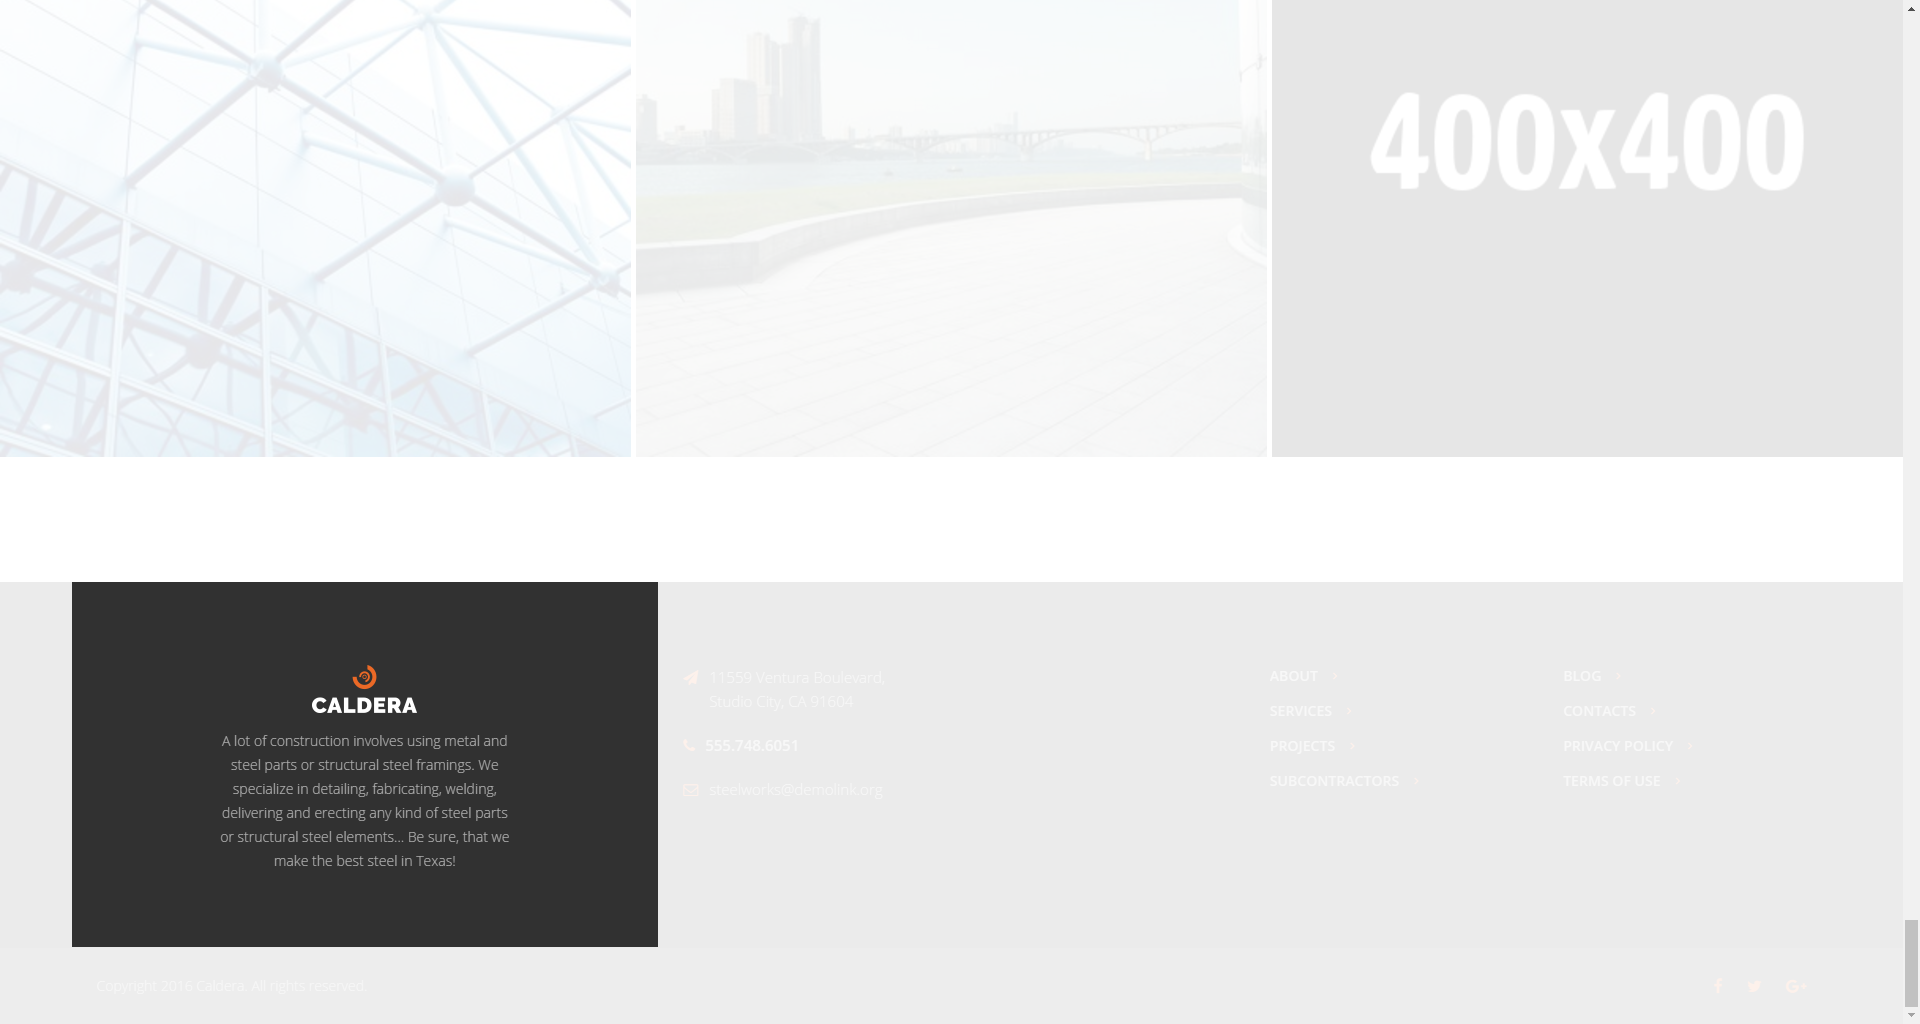 400x400
CALDERA
A lot of construction involves using metal and
steel parts or structural steel framings. We
specialize in detailing, fabricating, welding,
delivering and erecting any kind of steel parts
or structural steel elements... Be sure, that we
make the best steel in Texas!
11559 Ventura Boulevard,
Studio City, CA 91604
555.748.6051
steelworks@demolink.org
ABOUT
SERVICES
PROJECTS
SUBCONTRACTORS
BLOG
CONTACTS
PRIVACY POLICY
TERMS OF USE
Copyright 2016 Caldera. All rights reserved.